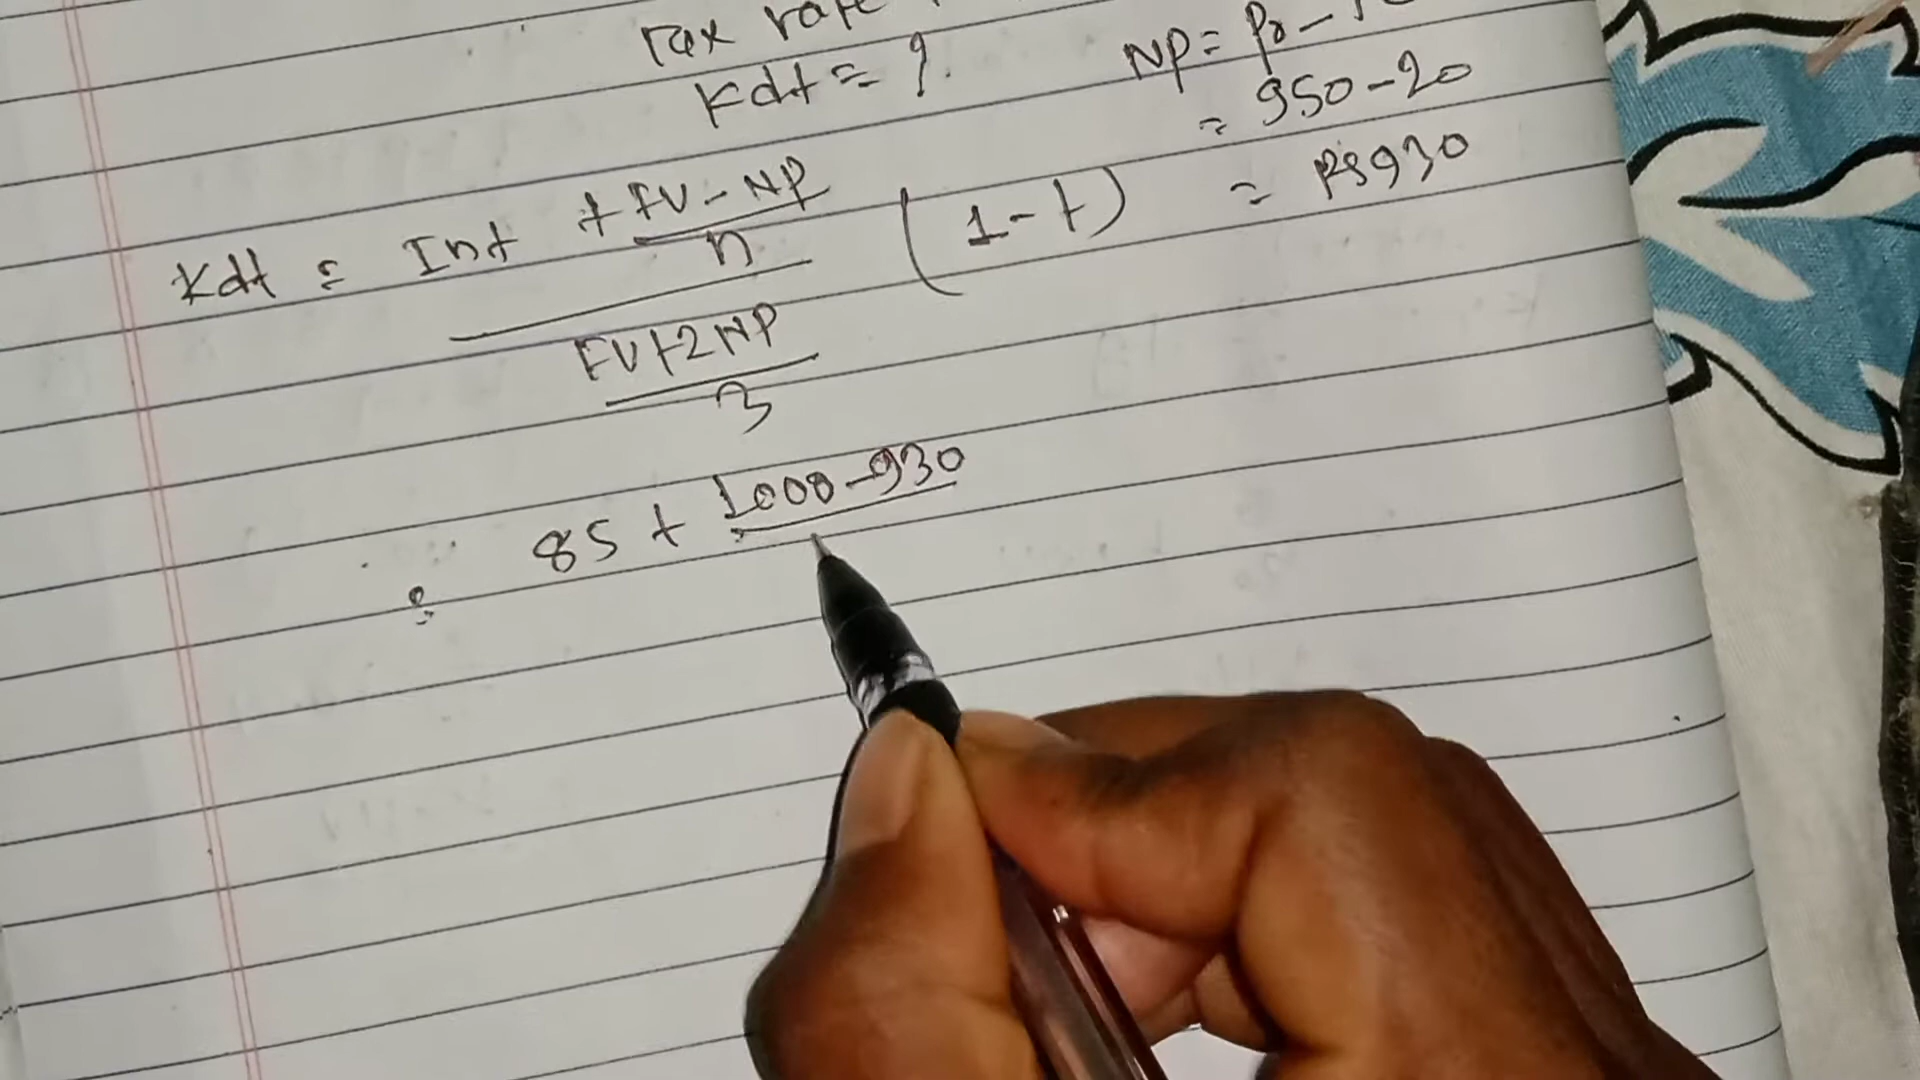 Tax rate
Kdt = ?
NP = P0 -
= 950-20
= Rs930
Kdt = Int + FV - NP (1-t)
n
FV+2NP
3
= 85 + 1000-930